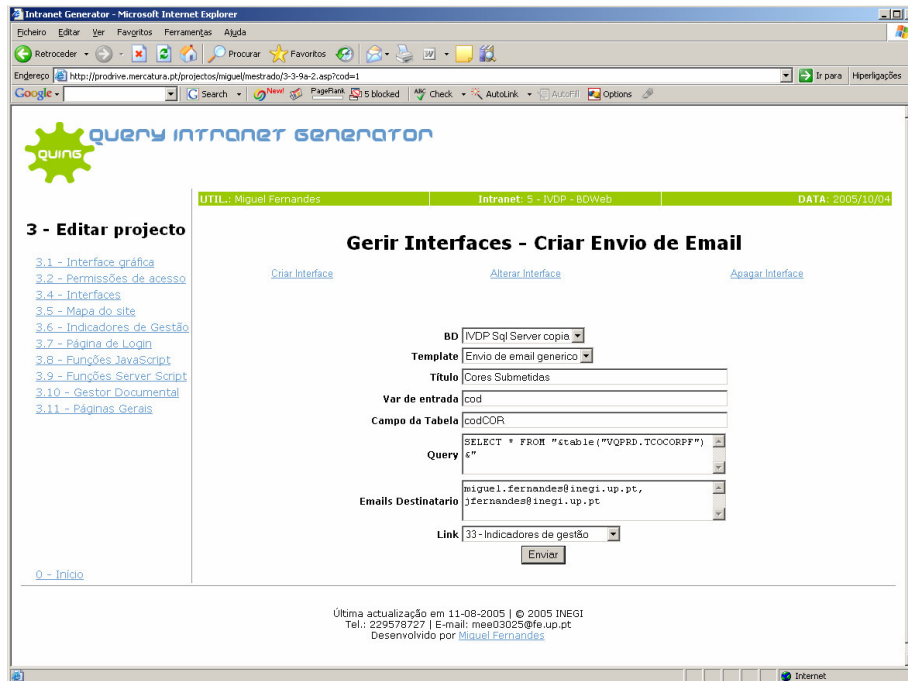 Intranet Generator - Microsoft Internet Explorer
Ficheiro Editar Ver Favoritos Ferramentas Ajuda
Retroceder Procurar Favoritos
Endereço http://prodrive.mercatura.pt/projectos/miguel/mestrado/3-3-9a-2.asp?cod=1 Ir para Hiperligações
Google - Search New! PageRank 5 blocked Check AutoLink AutoFill Options
QUING QUERY INTRANET GENERATOR
UTIL.: Miguel Fernandes Intranet: 5 - IVDP - BDWeb DATA: 2005/10/04
3 - Editar projecto
3.1 - Interface gráfica
3.2 - Permissões de acesso
3.4 - Interfaces
3.5 - Mapa do site
3.6 - Indicadores de Gestão
3.7 - Página de Login
3.8 - Funções JavaScript
3.9 - Funções Server Script
3.10 - Gestor Documental
3.11 - Páginas Gerais
0 - Início
Gerir Interfaces - Criar Envio de Email
Criar Interface Alterar Interface Apagar Interface
BD IVDP Sql Server copia
Template Envio de email generico
Título Cores Submetidas
Var de entrada cod
Campo da Tabela codCOR
Query SELECT * FROM "&table("VQPRD.TCOCORPF")
&"
Emails Destinatario miguel.fernandes@inegi.up.pt,
jfernandes@inegi.up.pt
Link 33 - Indicadores de gestão
Enviar
Última actualização em 11-08-2005 | © 2005 INEGI
Tel.: 229578727 | E-mail: mee03025@fe.up.pt
Desenvolvido por Miguel Fernandes
Internet